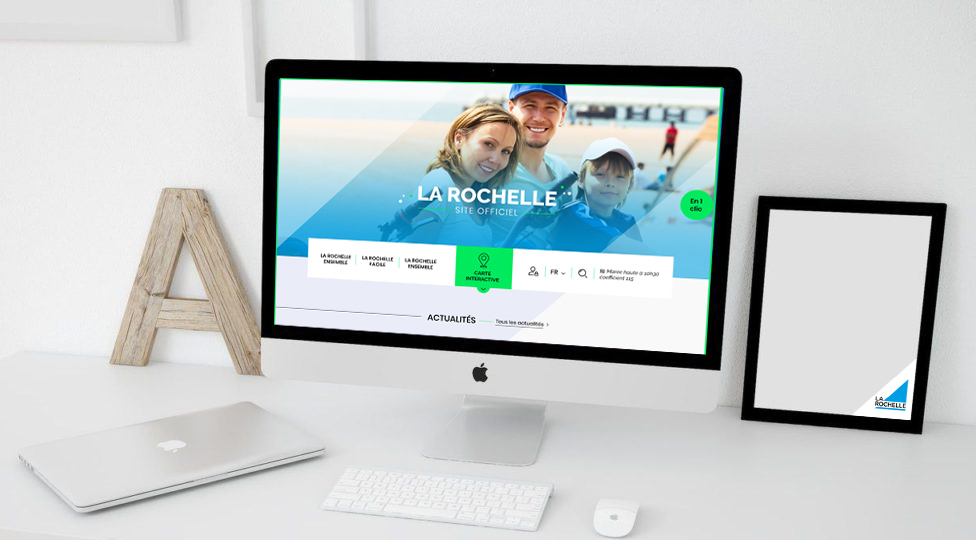 A
LA ROCHELLE
SITE OFFICIEL
En 1
clic
LA ROCHELLE
ENSEMBLE
LA ROCHELLE
FACILE
LA ROCHELLE
ENSEMBLE
CARTE
INTÉRACTIVE
FR
Marée haute à 10h30
coefficient 115
ACTUALITÉS
Tous les actualités >
LA
ROCHELLE